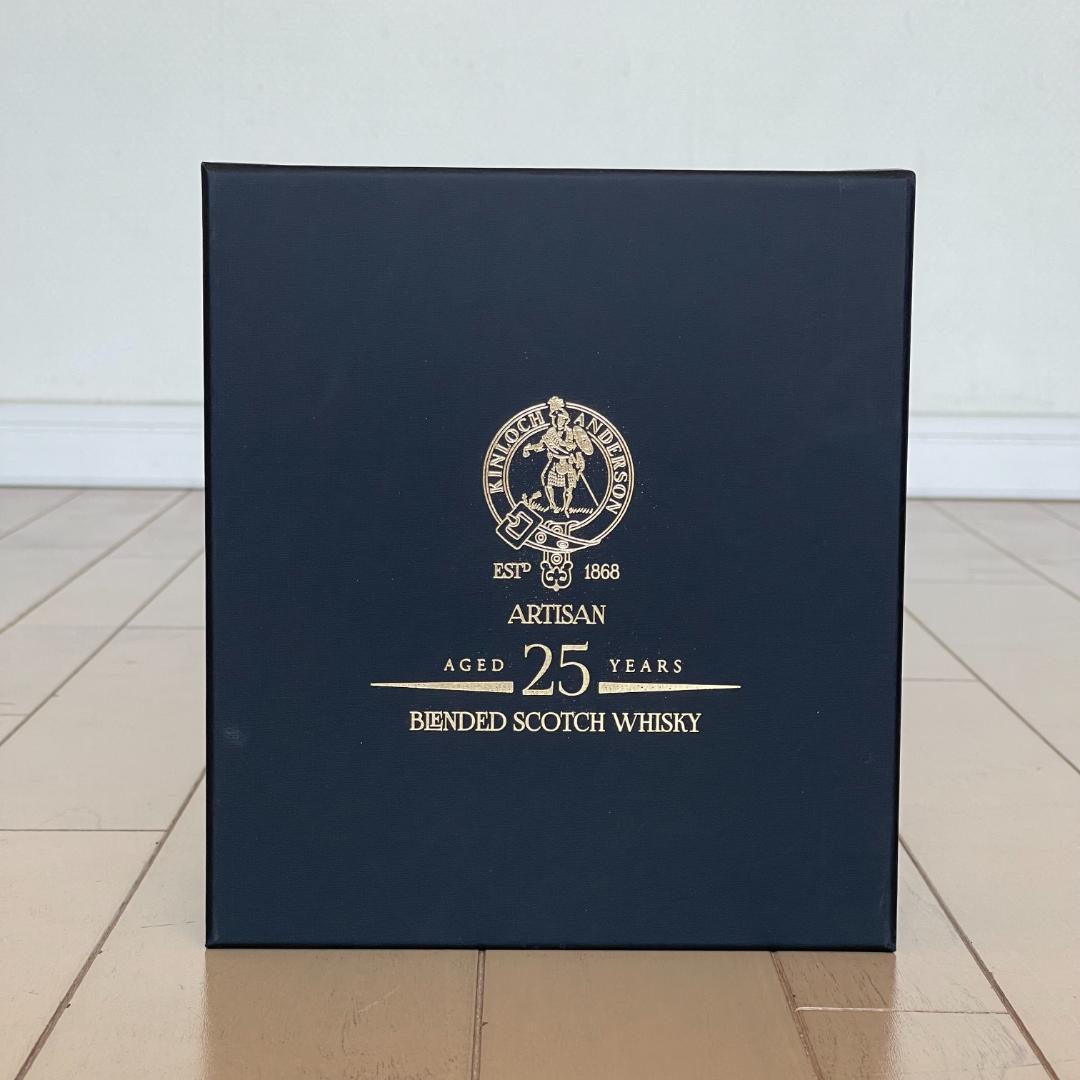 KINLOCH ANDERSON
ESTD 1868
ARTISAN
AGED 25 YEARS
BLENDED SCOTCH WHISKY